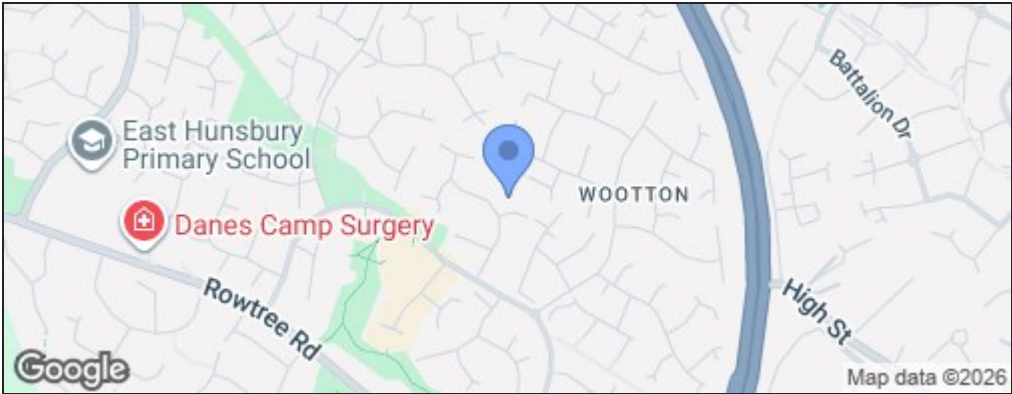 Battalion Dr
East Hunsbury
Primary School
WOOTTON
Danes Camp Surgery
Rowtree Rd
High St
Google
Map data ©2026